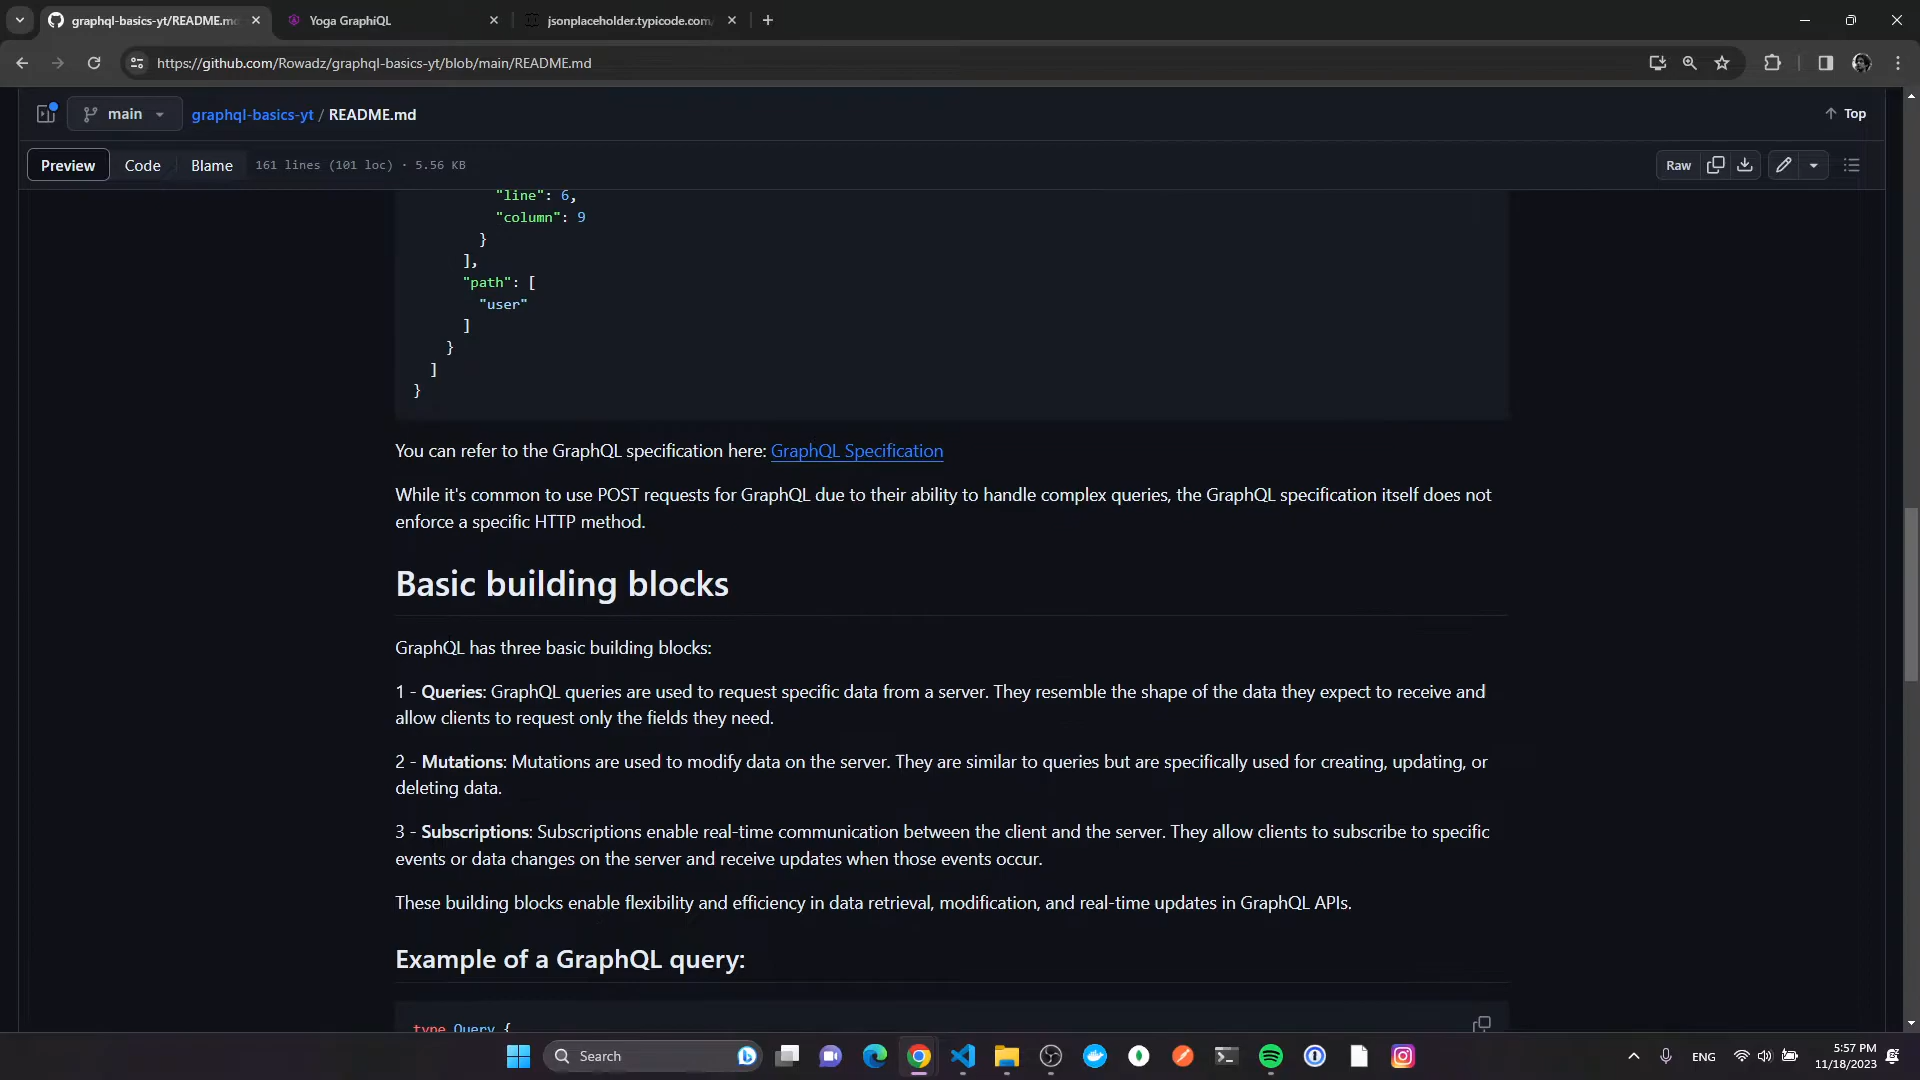 graphql-basics-yt/README.m
Yoga GraphiQL
jsonplaceholder.typicode.com/
https://github.com/Rowadz/graphql-basics-yt/blob/main/README.md
main
graphql-basics-yt / README.md
Top
Preview
Code
Blame
161 lines (101 loc) · 5.56 KB
Raw
"line": 6,
"column": 9
}
],
"path": [
"user"
]
}
]
}
You can refer to the GraphQL specification here: GraphQL Specification
While it's common to use POST requests for GraphQL due to their ability to handle complex queries, the GraphQL specification itself does not
enforce a specific HTTP method.
Basic building blocks
GraphQL has three basic building blocks:
1 - Queries: GraphQL queries are used to request specific data from a server. They resemble the shape of the data they expect to receive and
allow clients to request only the fields they need.
2 - Mutations: Mutations are used to modify data on the server. They are similar to queries but are specifically used for creating, updating, or
deleting data.
3 - Subscriptions: Subscriptions enable real-time communication between the client and the server. They allow clients to subscribe to specific
events or data changes on the server and receive updates when those events occur.
These building blocks enable flexibility and efficiency in data retrieval, modification, and real-time updates in GraphQL APIs.
Example of a GraphQL query:
type Query {
Search
ENG
5:57 PM
11/18/2023